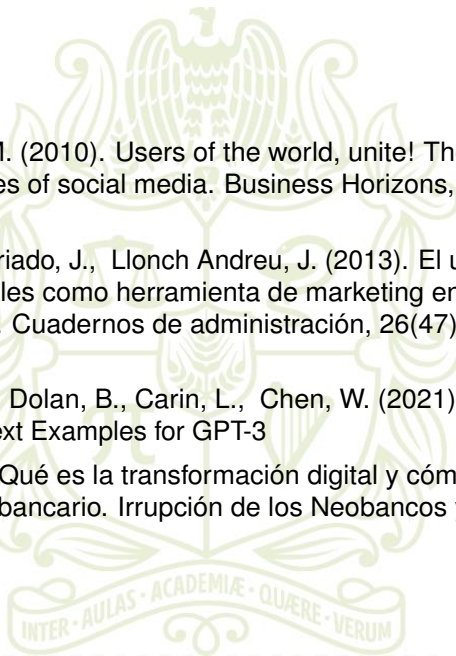 M. (2010). Users of the world, unite! Th
es of social media. Business Horizons,
riado, J., Llonch Andreu, J. (2013). El u
les como herramienta de marketing en
. Cuadernos de administración, 26(47)
Dolan, B., Carin, L., Chen, W. (2021)
ext Examples for GPT-3
Qué es la transformación digital y cóm
bancario. Irrupción de los Neobancos y
INTER · AULAS · ACADEMIÆ · QUÆRE · VERUM